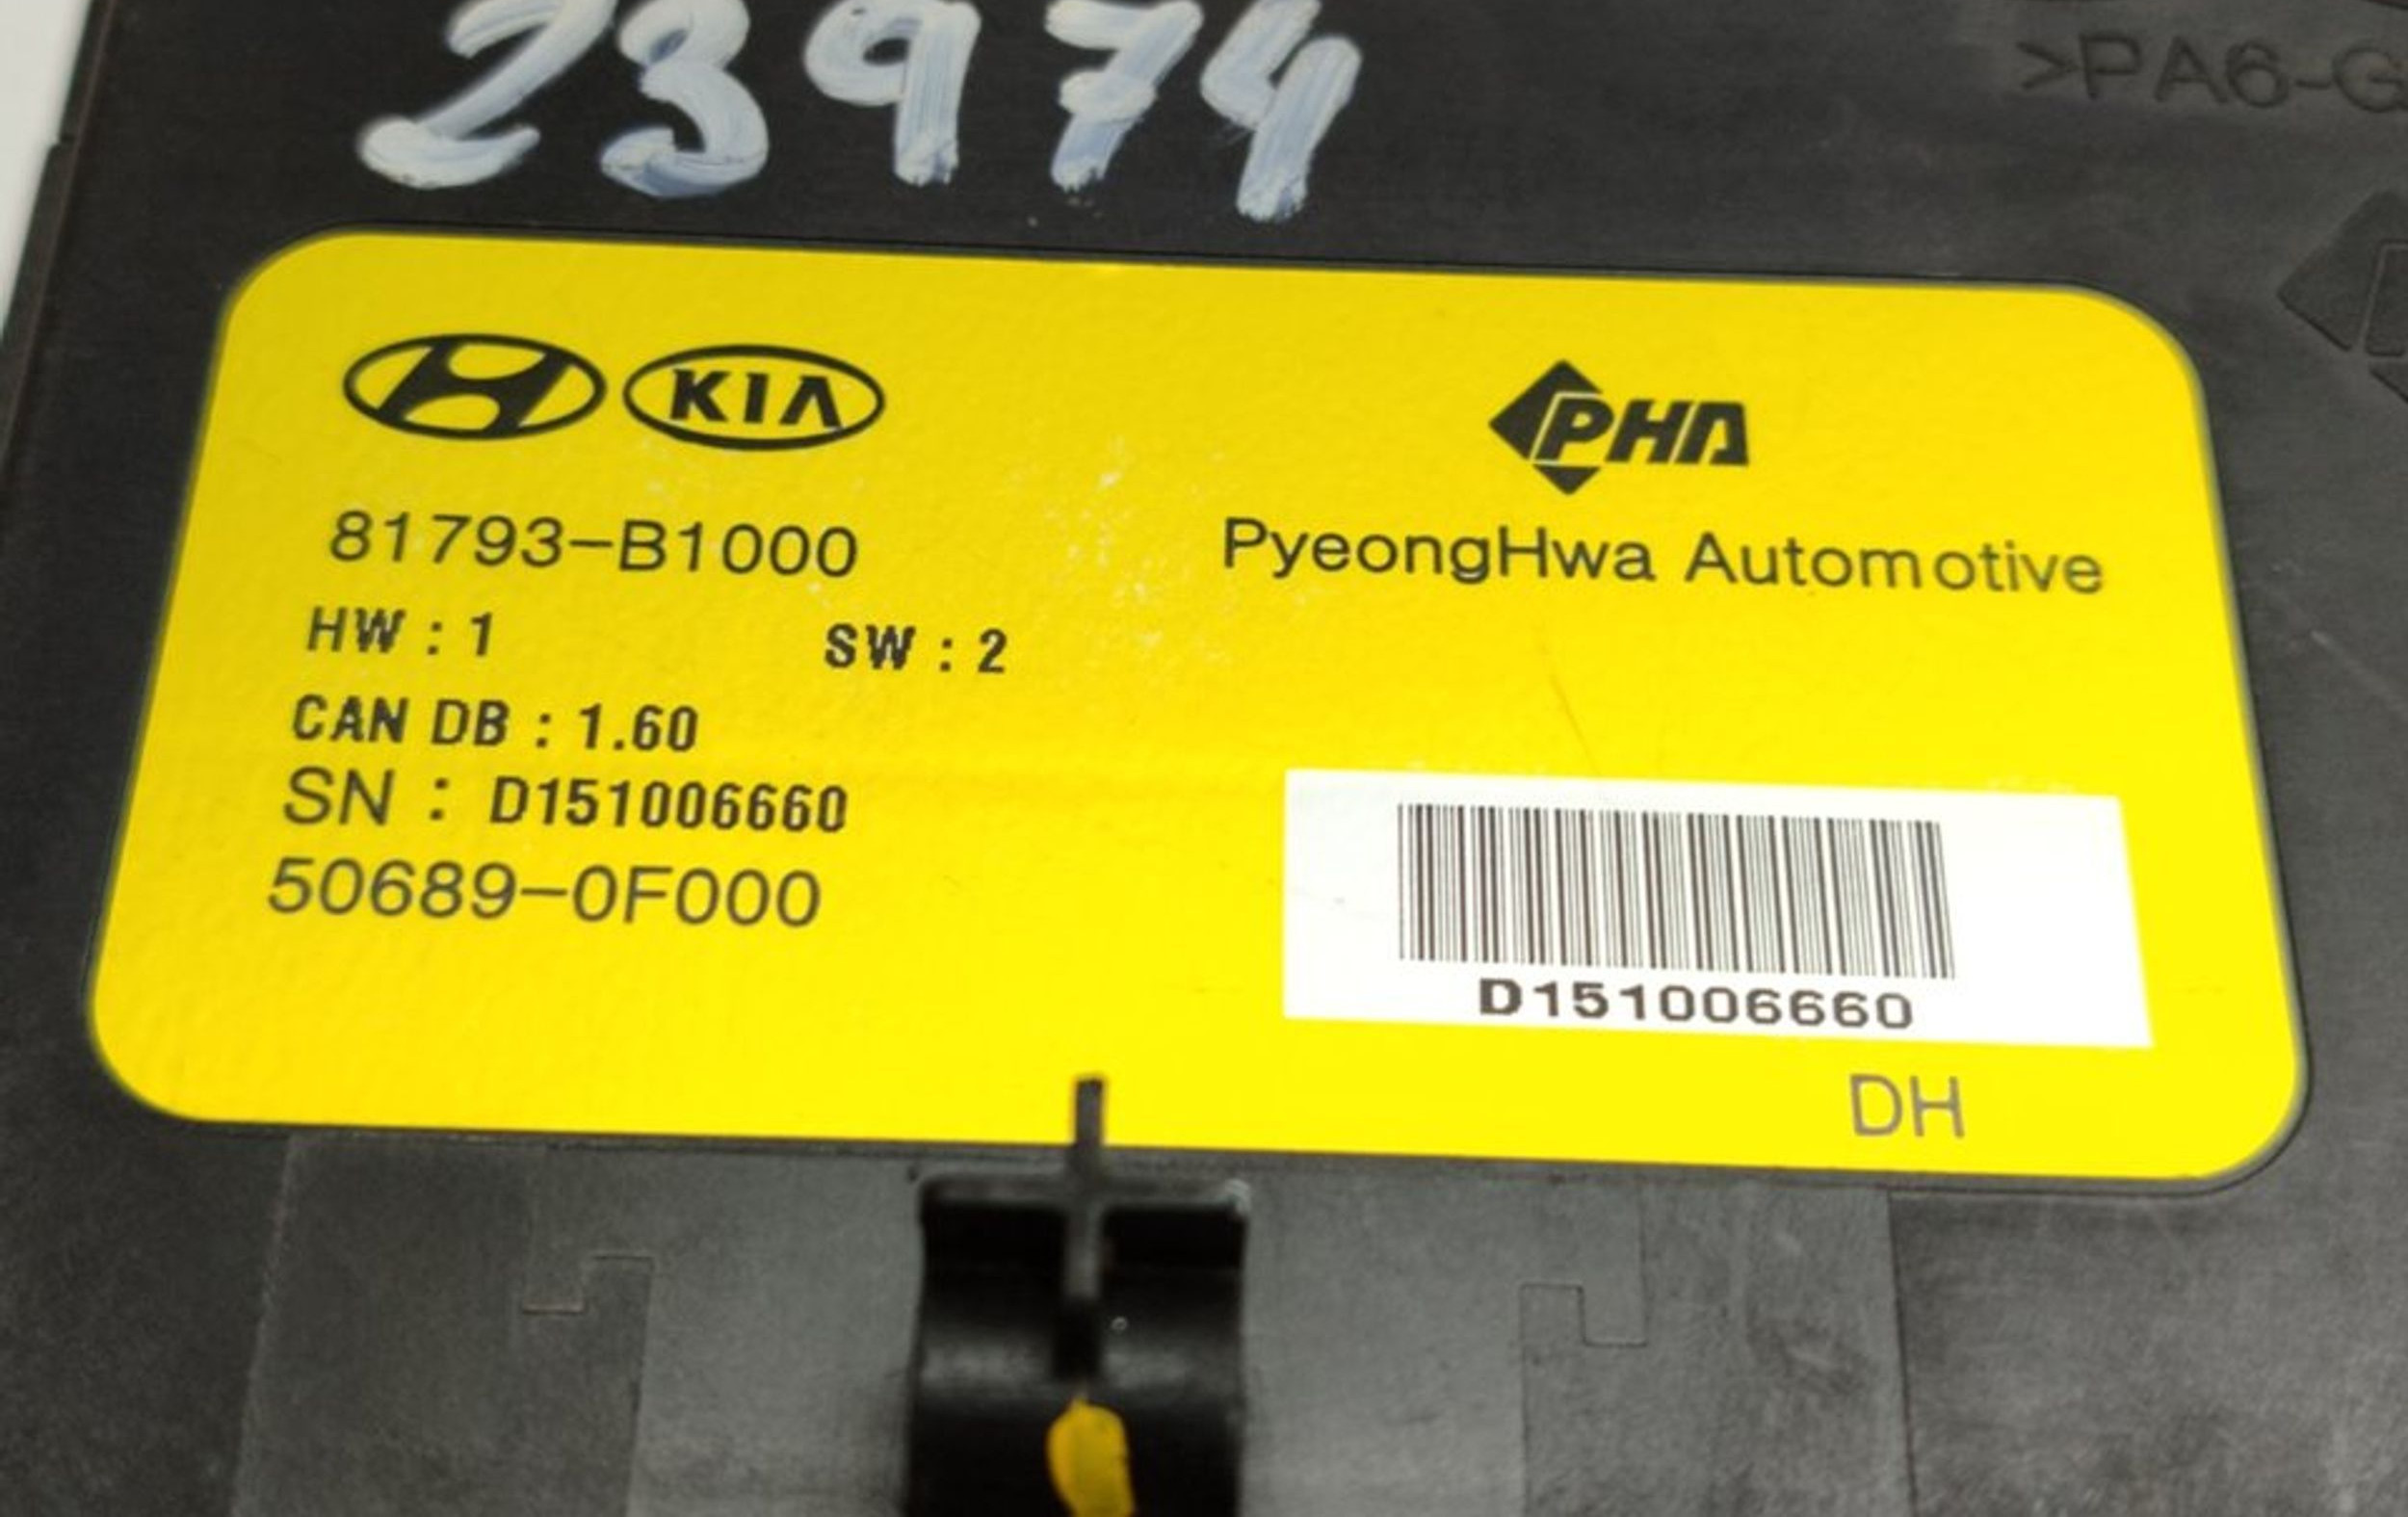 23974
>PA6-G
KIA
PHA
81793-B1000
PyeongHwa Automotive
HW : 1 SW : 2
CAN DB : 1.60
SN : D151006660
50689-0F000
D151006660
DH